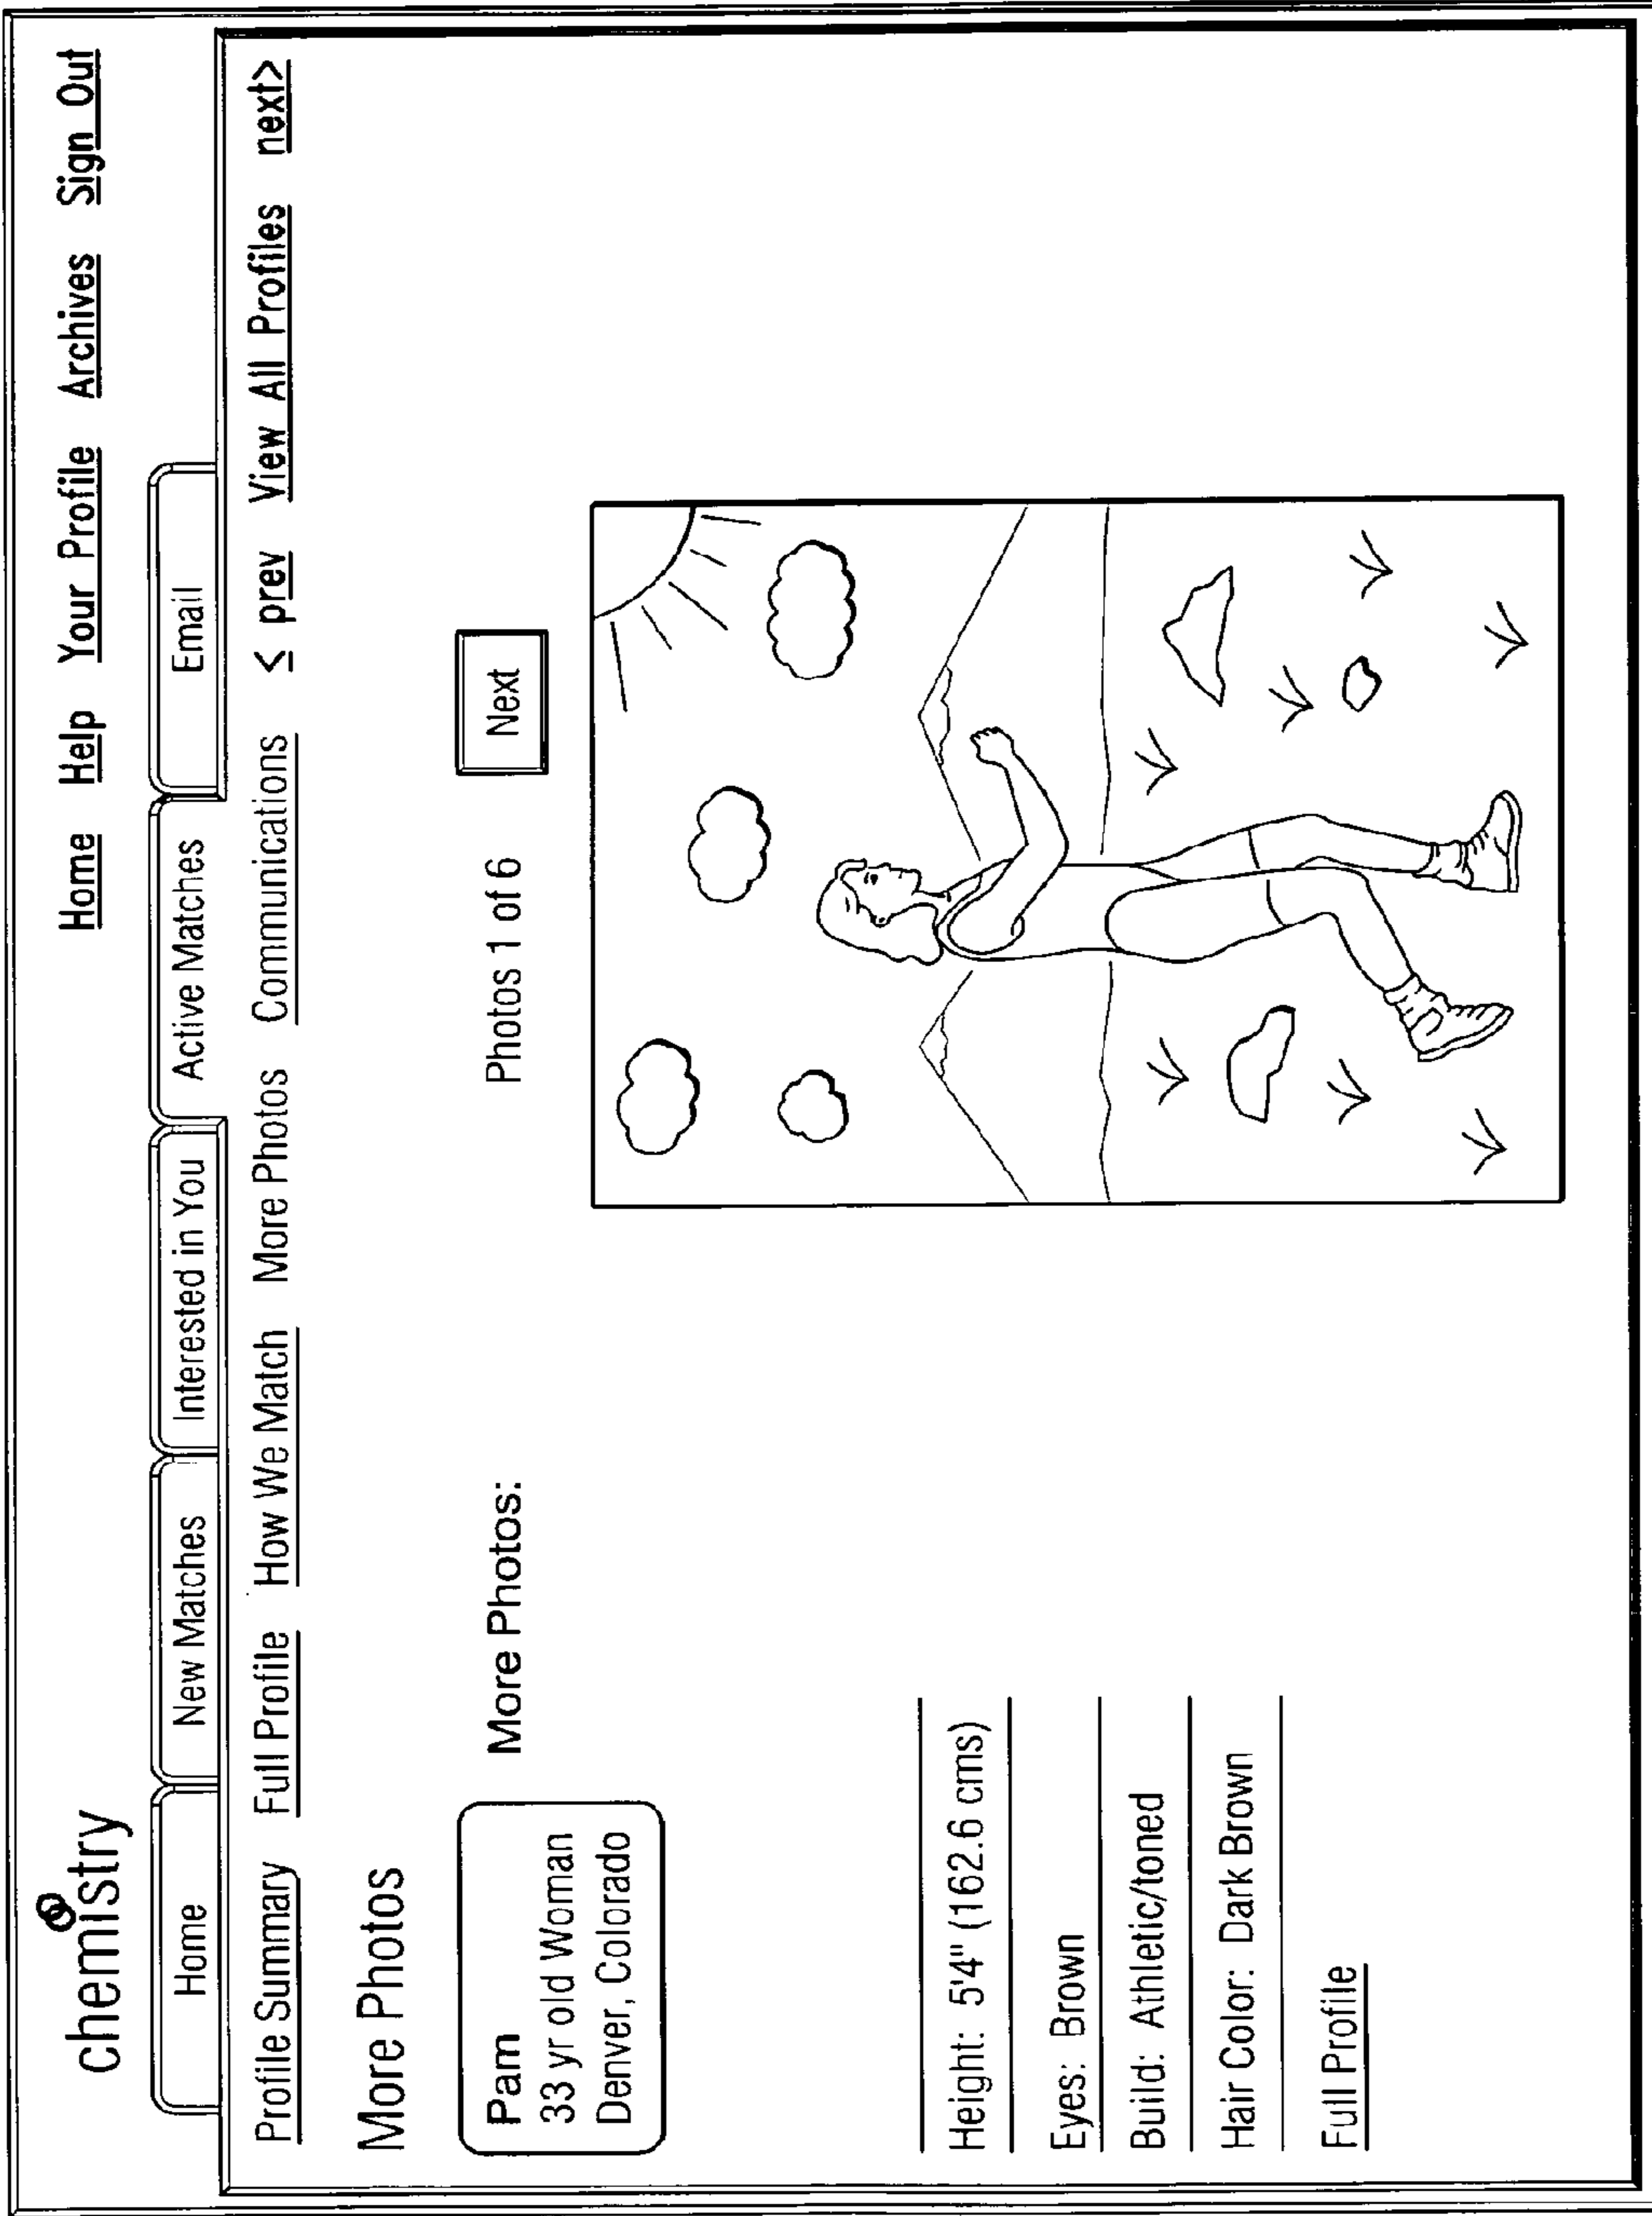 chemistry
Home Help Your Profile Archives Sign Out
Home New Matches Interested in You Active Matches Email
Profile Summary Full Profile How We Match More Photos Communications < prev View All Profiles next>
More Photos
Pam
33 yr old Woman
Denver, Colorado
More Photos:
Photos 1 of 6
Next
Height: 5'4" (162.6 cms)
Eyes: Brown
Build: Athletic/toned
Hair Color: Dark Brown
Full Profile